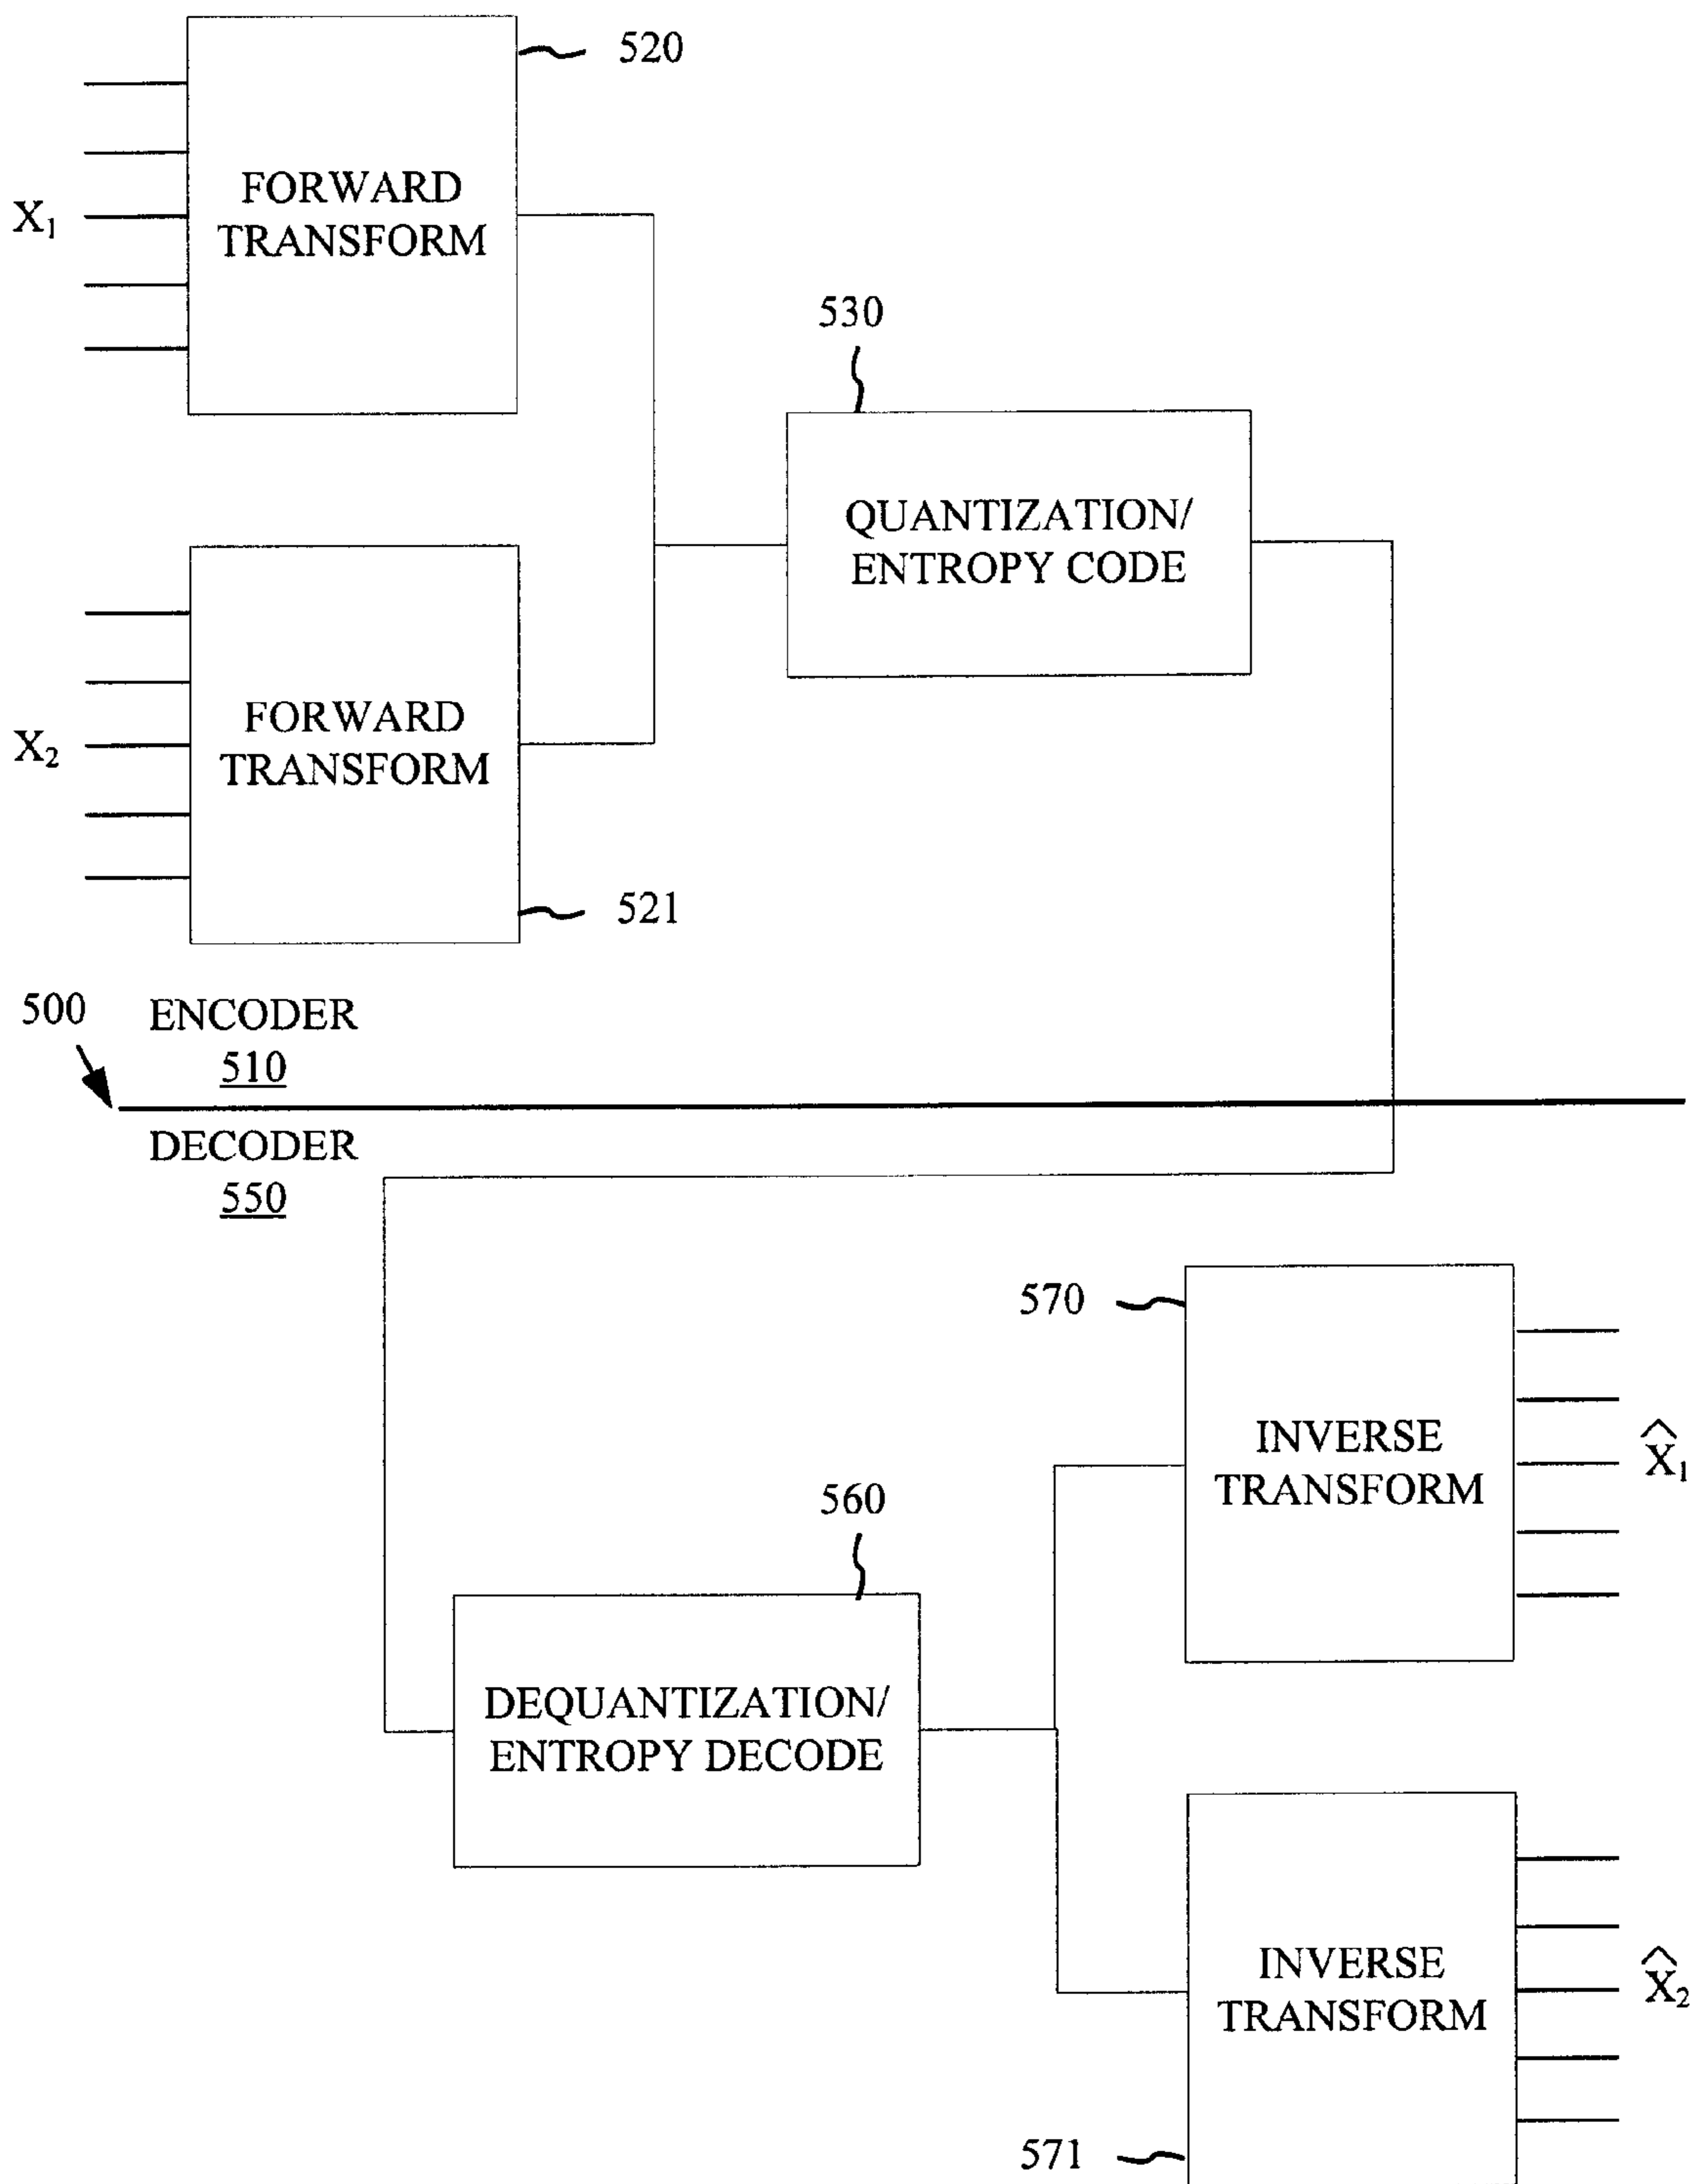 520
FORWARD
TRANSFORM
X₁
530
QUANTIZATION/
ENTROPY CODE
FORWARD
TRANSFORM
X₂
521
500
ENCODER
510
DECODER
550
570
INVERSE
TRANSFORM
X̂₁
560
DEQUANTIZATION/
ENTROPY DECODE
INVERSE
TRANSFORM
X̂₂
571